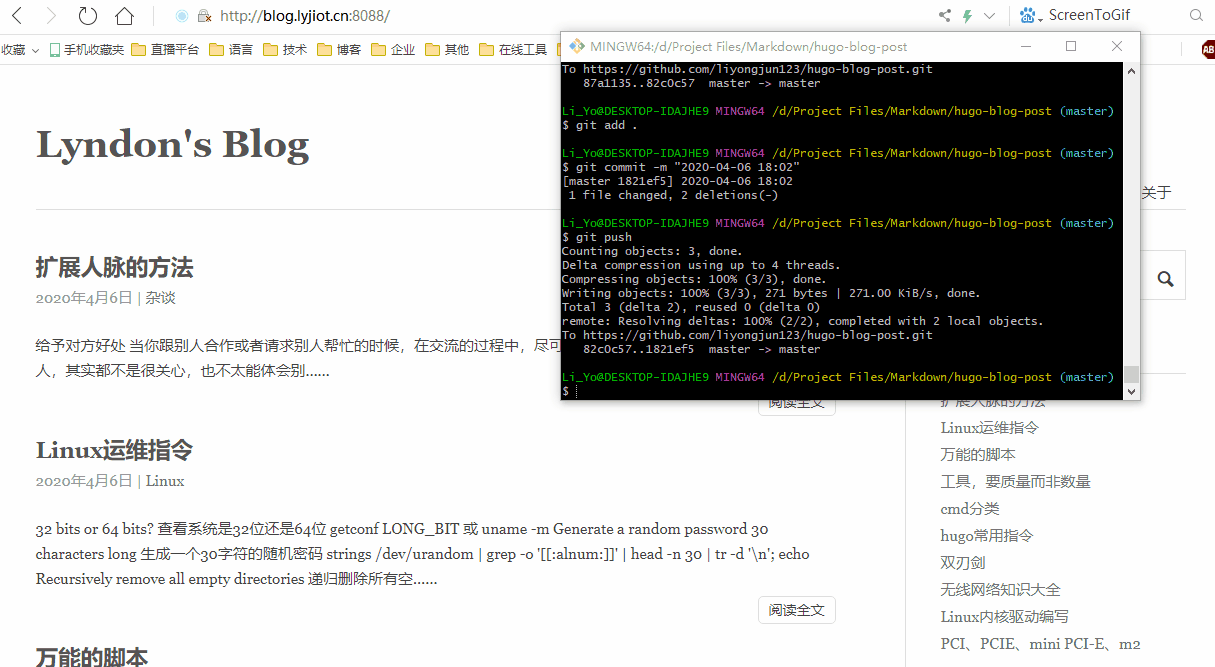 http://blog.lyjiot.cn:8088/
ScreenToGif
收藏 手机收藏夹 直播平台 语言 技术 博客 企业 其他 在线工具
Lyndon's Blog
关于
扩展人脉的方法
2020年4月6日 | 杂谈
给予对方好处 当你跟别人合作或者请求别人帮忙的时候，在交流的过程中，尽可
人，其实都不是很关心，也不太能体会别……
阅读全文
Linux运维指令
2020年4月6日 | Linux
32 bits or 64 bits? 查看系统是32位还是64位 getconf LONG_BIT 或 uname -m Generate a random password 30
characters long 生成一个30字符的随机密码 strings /dev/urandom | grep -o '[[:alnum:]]' | head -n 30 | tr -d '\n'; echo
Recursively remove all empty directories 递归删除所有空……
阅读全文
万能的脚本
MINGW64:/d/Project Files/Markdown/hugo-blog-post
To https://github.com/liyongjun123/hugo-blog-post.git
87a1135..82c0c57 master -> master
Li_Yo@DESKTOP-IDAJHE9 MINGW64 /d/Project Files/Markdown/hugo-blog-post (master)
$ git add .
Li_Yo@DESKTOP-IDAJHE9 MINGW64 /d/Project Files/Markdown/hugo-blog-post (master)
$ git commit -m "2020-04-06 18:02"
[master 1821ef5] 2020-04-06 18:02
1 file changed, 2 deletions(-)
Li_Yo@DESKTOP-IDAJHE9 MINGW64 /d/Project Files/Markdown/hugo-blog-post (master)
$ git push
Counting objects: 3, done.
Delta compression using up to 4 threads.
Compressing objects: 100% (3/3), done.
Writing objects: 100% (3/3), 271 bytes | 271.00 KiB/s, done.
Total 3 (delta 2), reused 0 (delta 0)
remote: Resolving deltas: 100% (2/2), completed with 2 local objects.
To https://github.com/liyongjun123/hugo-blog-post.git
82c0c57..1821ef5 master -> master
Li_Yo@DESKTOP-IDAJHE9 MINGW64 /d/Project Files/Markdown/hugo-blog-post (master)
$
扩展人脉的方法
Linux运维指令
万能的脚本
工具，要质量而非数量
cmd分类
hugo常用指令
双刃剑
无线网络知识大全
Linux内核驱动编写
PCI、PCIE、mini PCI-E、m2